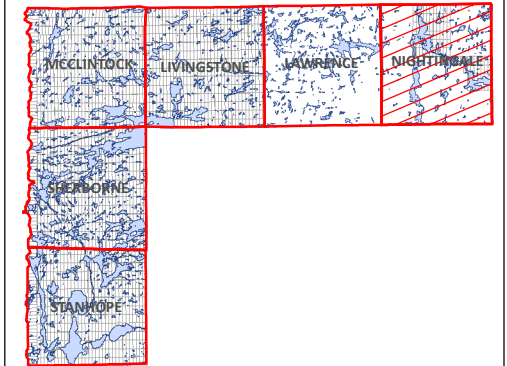 MCCLINTOCK
LIVINGSTONE
LAWRENCE
NIGHTINGALE
SHERBORNE
STANHOPE